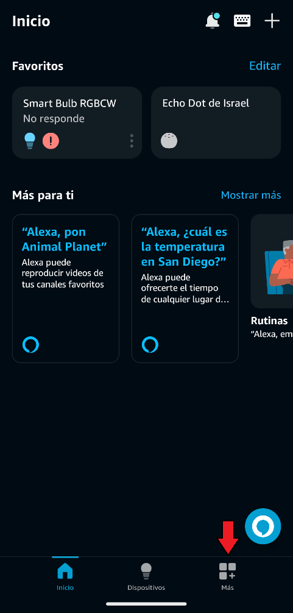 Inicio
Favoritos
Editar
Smart Bulb RGBCW
No responde
Echo Dot de Israel
Más para ti
Mostrar más
“Alexa, pon
Animal Planet”
Alexa puede
reproducir videos de
tus canales favoritos
“Alexa, ¿cuál es
la temperatura
en San Diego?”
Alexa puede
ofrecerte el tiempo
de cualquier lugar d...
Rutinas
“Alexa, em
Inicio
Dispositivos
Más